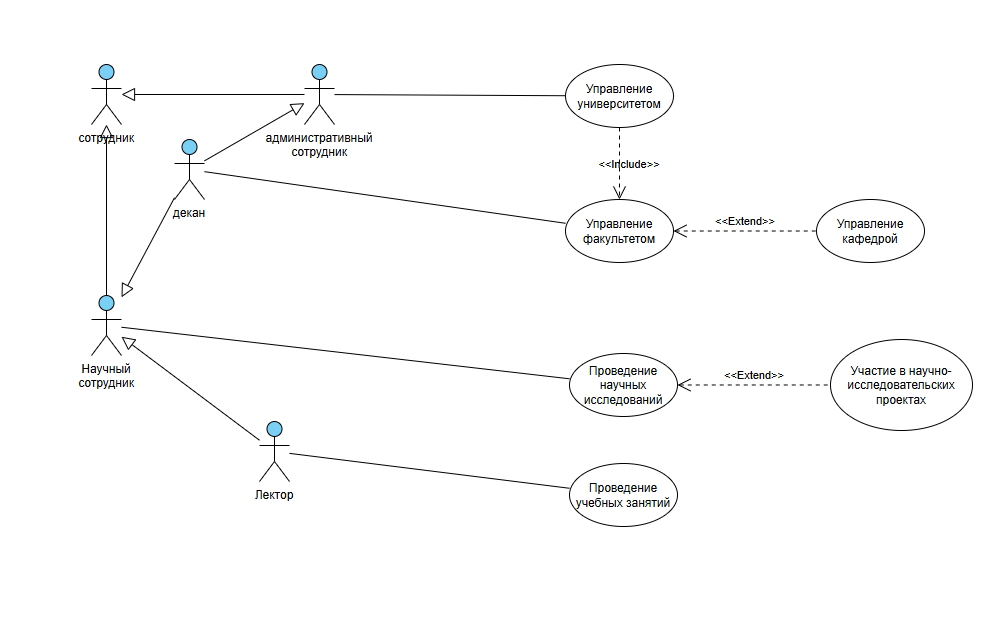 сотрудник
административный
сотрудник
Управление
университетом
<<Include>>
декан
Управление
факультетом
<<Extend>>
Управление
кафедрой
Научный
сотрудник
Проведение
научных
исследований
<<Extend>>
Участие в научно-
исследовательских
проектах
Лектор
Проведение
учебных занятий